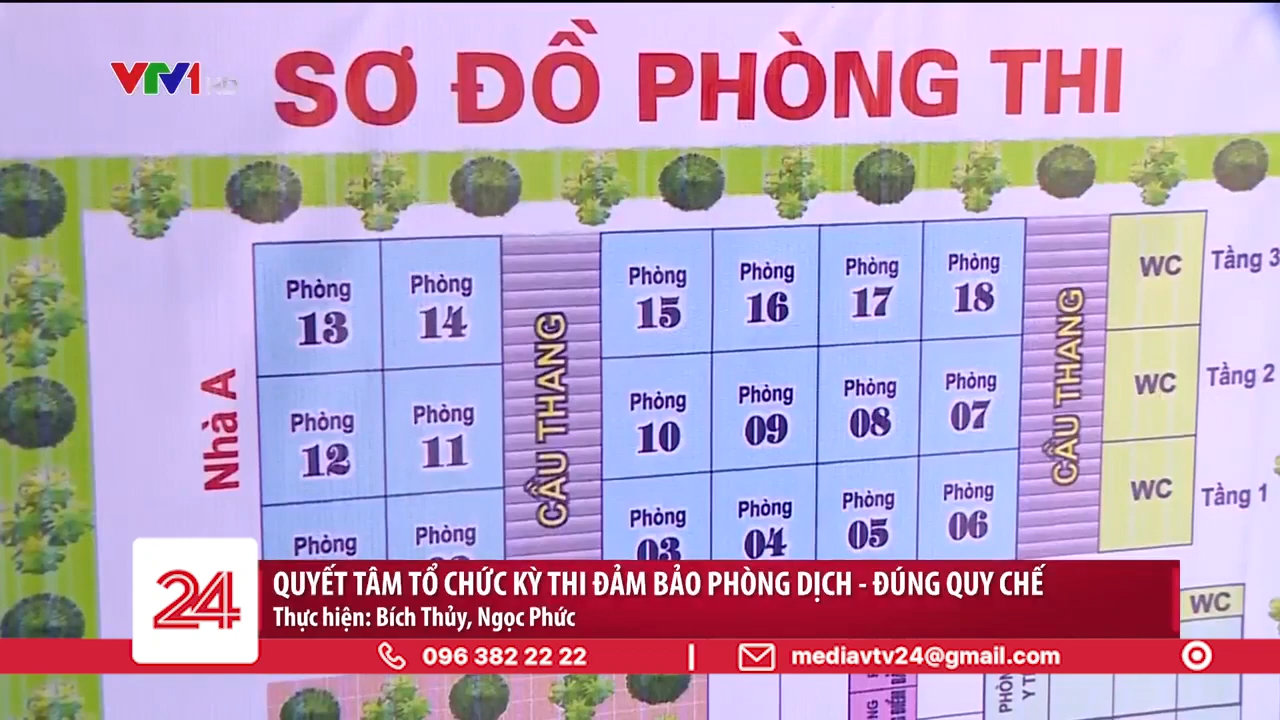 VTV1 HD
SƠ ĐỒ PHÒNG THI
Nhà A
Phòng 13
Phòng 14
CẦU THANG
Phòng 15
Phòng 16
Phòng 17
Phòng 18
CẦU THANG
WC
Tầng 3
Phòng 12
Phòng 11
Phòng 10
Phòng 09
Phòng 08
Phòng 07
WC
Tầng 2
Phòng
Phòng
Phòng 03
Phòng 04
Phòng 05
Phòng 06
WC
Tầng 1
WC
24
QUYẾT TÂM TỔ CHỨC KỲ THI ĐẢM BẢO PHÒNG DỊCH - ĐÚNG QUY CHẾ
Thực hiện: Bích Thủy, Ngọc Phức
096 382 22 22
mediavtv24@gmail.com